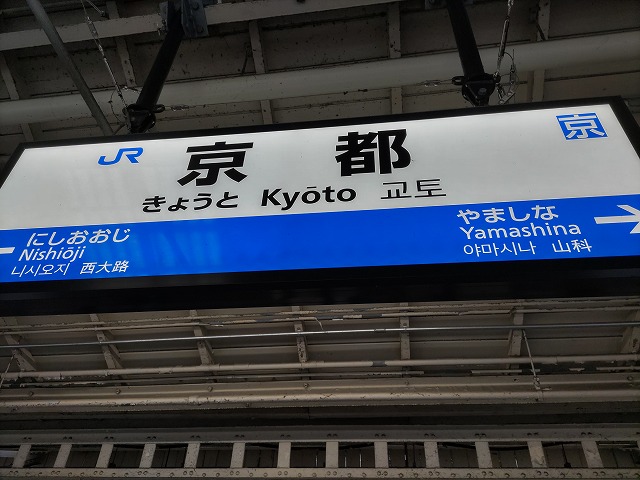 JR 京都 京
きょうと Kyōto 교토
にしおおじ
Nishiōji
니시오지 西大路
やましな
Yamashina
야마시나 山科